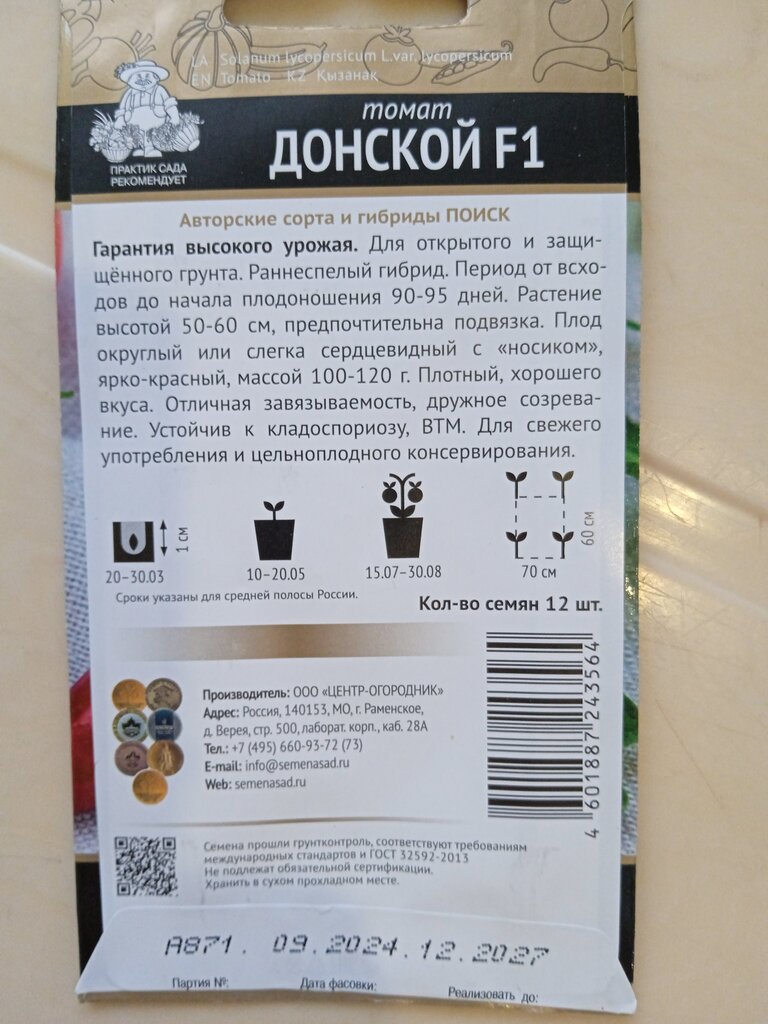 LA Solanum lycopersicum L.var. lycopersicum
EN Tomato KZ Қызанақ
томат
ДОНСКОЙ F1
ПРАКТИК САДА
РЕКОМЕНДУЕТ
Авторские сорта и гибриды ПОИСК
Гарантия высокого урожая. Для открытого и защи-
щённого грунта. Раннеспелый гибрид. Период от всхо-
дов до начала плодоношения 90-95 дней. Растение
высотой 50-60 см, предпочтительна подвязка. Плод
округлый или слегка сердцевидный с «носиком»,
ярко-красный, массой 100-120 г. Плотный, хорошего
вкуса. Отличная завязываемость, дружное созрева-
ние. Устойчив к кладоспориозу, ВТМ. Для свежего
употребления и цельноплодного консервирования.
1 см
60 см
20–30.03
10–20.05
15.07–30.08
70 см
Сроки указаны для средней полосы России.
Кол-во семян 12 шт.
Производитель: ООО «ЦЕНТР-ОГОРОДНИК»
Адрес: Россия, 140153, МО, г. Раменское,
д. Верея, стр. 500, лаборат. корп., каб. 28А
Тел.: +7 (495) 660-93-72 (73)
E-mail: info@semenasad.ru
Web: semenasad.ru
4 601887 243564
Семена прошли грунтконтроль, соответствуют требованиям
международных стандартов и ГОСТ 32592-2013
Не подлежат обязательной сертификации.
Хранить в сухом прохладном месте.
А871. 09.2024.12.2027
Партия №:
Дата фасовки:
Реализовать до: